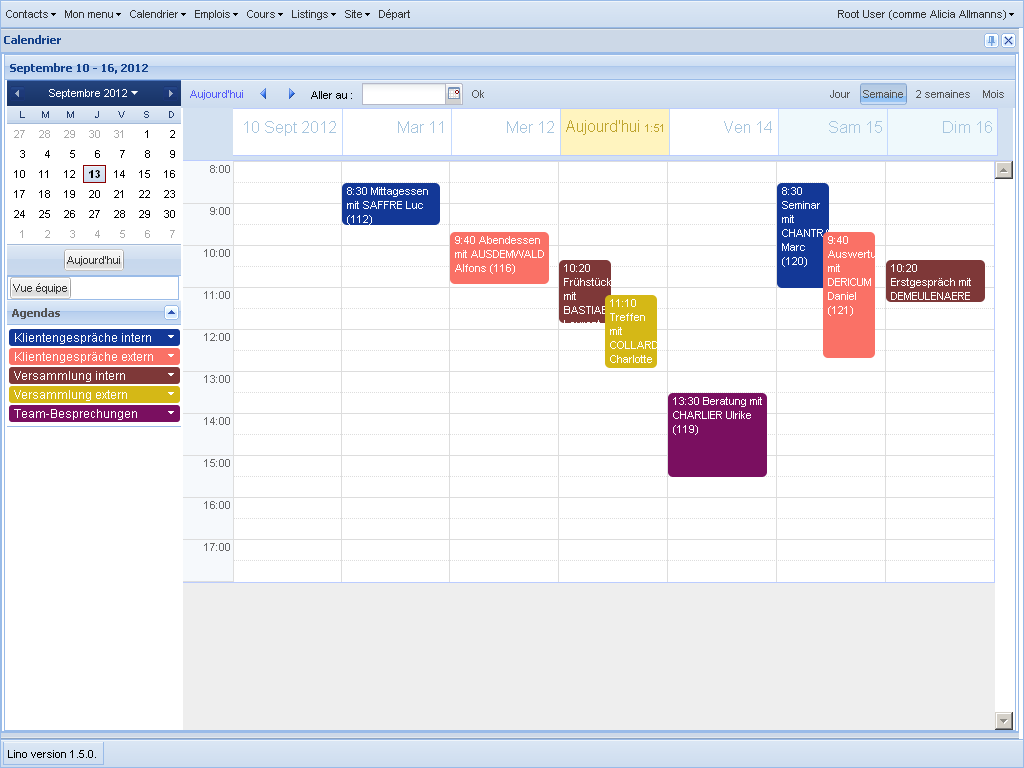 Contacts Mon menu Calendrier Emplois Cours Listings Site Départ Root User (comme Alicia Allmanns)
Calendrier
Septembre 10 - 16, 2012
Septembre 2012
L M M J V S D
27 28 29 30 31 1 2
3 4 5 6 7 8 9
10 11 12 13 14 15 16
17 18 19 20 21 22 23
24 25 26 27 28 29 30
1 2 3 4 5 6 7
Aujourd'hui
Vue équipe
Agendas
Klientengespräche intern
Klientengespräche extern
Versammlung intern
Versammlung extern
Team-Besprechungen
Aujourd'hui Aller au : Ok Jour Semaine 2 semaines Mois
10 Sept 2012 Mar 11 Mer 12 Aujourd'hui 1:51 Ven 14 Sam 15 Dim 16
8:00
9:00
10:00
11:00
12:00
13:00
14:00
15:00
16:00
17:00
8:30 Mittagessen
mit SAFFRE Luc
(112)
9:40 Abendessen
mit AUSDEMWALD
Alfons (116)
10:20
Frühstück
mit
BASTIAE
11:10
Treffen
mit
COLLARD
Charlotte
13:30 Beratung mit
CHARLIER Ulrike
(119)
8:30
Seminar
mit
CHANTRA
Marc
(120)
9:40
Auswertu
mit
DERICUM
Daniel
(121)
10:20
Erstgespräch mit
DEMEULENAERE
Lino version 1.5.0.